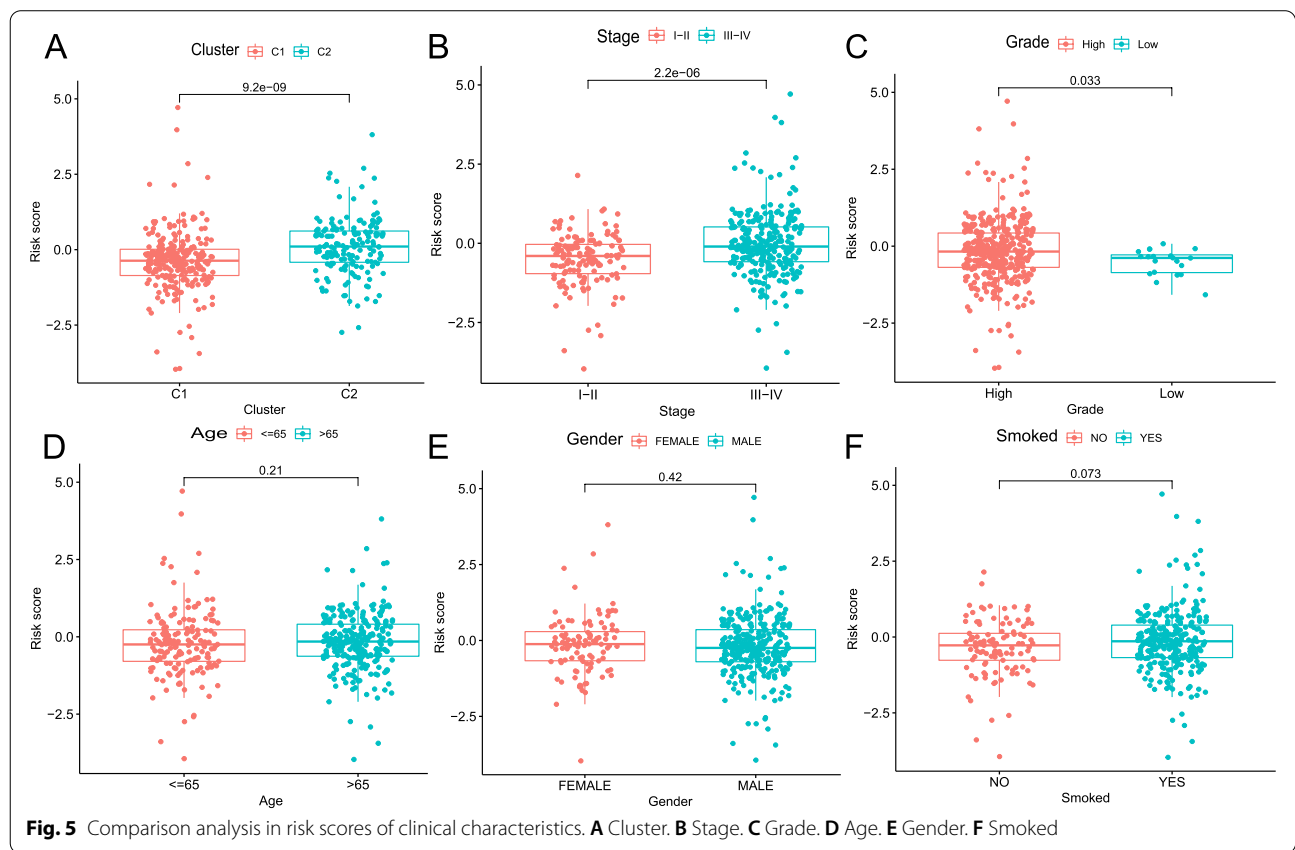 A
Cluster C1 C2
9.2e−09
5.0
2.5
0.0
−2.5
Risk score
C1 C2
Cluster
B
Stage I−II III−IV
2.2e−06
5.0
2.5
0.0
−2.5
Risk score
I−II III−IV
Stage
C
Grade High Low
0.033
5.0
2.5
0.0
−2.5
Risk score
High Low
Grade
D
Age <=65 >65
0.21
5.0
2.5
0.0
−2.5
Risk score
<=65 >65
Age
E
Gender FEMALE MALE
0.42
5.0
2.5
0.0
−2.5
Risk score
FEMALE MALE
Gender
F
Smoked NO YES
0.073
5.0
2.5
0.0
−2.5
Risk score
NO YES
Smoked
Fig. 5 Comparison analysis in risk scores of clinical characteristics. A Cluster. B Stage. C Grade. D Age. E Gender. F Smoked